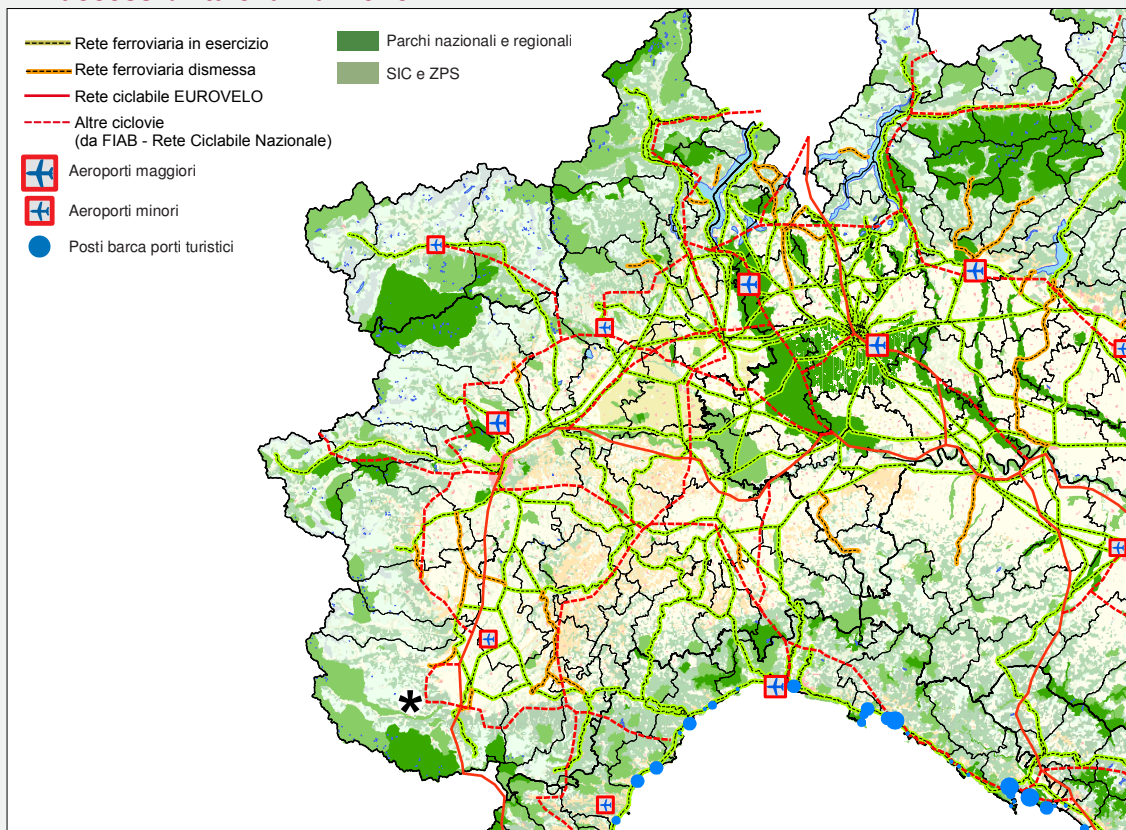 Rete ferroviaria in esercizio
Rete ferroviaria dismessa
Rete ciclabile EUROVELO
Altre ciclovie
(da FIAB - Rete Ciclabile Nazionale)
Aeroporti maggiori
Aeroporti minori
Posti barca porti turistici
Parchi nazionali e regionali
SIC e ZPS
*